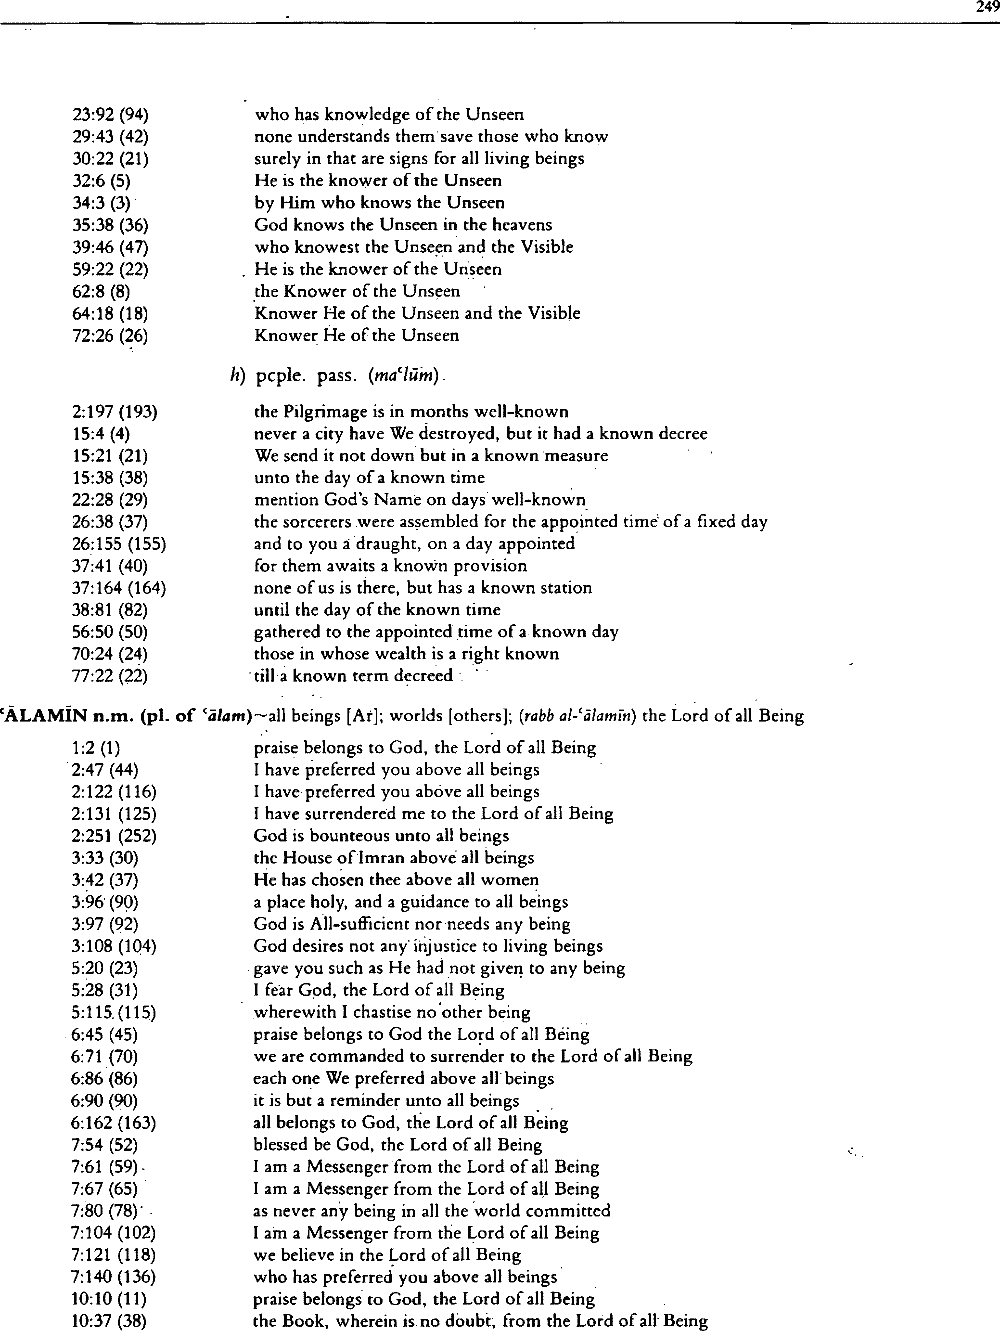 249
23:92 (94) who has knowledge of the Unseen
29:43 (42) none understands them save those who know
30:22 (21) surely in that are signs for all living beings
32:6 (5) He is the knower of the Unseen
34:3 (3) by Him who knows the Unseen
35:38 (36) God knows the Unseen in the heavens
39:46 (47) who knowest the Unseen and the Visible
59:22 (22) He is the knower of the Unseen
62:8 (8) the Knower of the Unseen
64:18 (18) Knower He of the Unseen and the Visible
72:26 (26) Knower He of the Unseen
h) pcple. pass. (maʿlūm)
2:197 (193) the Pilgrimage is in months well-known
15:4 (4) never a city have We destroyed, but it had a known decree
15:21 (21) We send it not down but in a known measure
15:38 (38) unto the day of a known time
22:28 (29) mention God's Name on days well-known
26:38 (37) the sorcerers were assembled for the appointed time of a fixed day
26:155 (155) and to you a draught, on a day appointed
37:41 (40) for them awaits a known provision
37:164 (164) none of us is there, but has a known station
38:81 (82) until the day of the known time
56:50 (50) gathered to the appointed time of a known day
70:24 (24) those in whose wealth is a right known
77:22 (22) till a known term decreed
ʿĀLAMĪN n.m. (pl. of ʿālam)~all beings [Ar]; worlds [others]; (rabb al-ʿālamīn) the Lord of all Being
1:2 (1) praise belongs to God, the Lord of all Being
2:47 (44) I have preferred you above all beings
2:122 (116) I have preferred you above all beings
2:131 (125) I have surrendered me to the Lord of all Being
2:251 (252) God is bounteous unto all beings
3:33 (30) the House of Imran above all beings
3:42 (37) He has chosen thee above all women
3:96 (90) a place holy, and a guidance to all beings
3:97 (92) God is All-sufficient nor needs any being
3:108 (104) God desires not any injustice to living beings
5:20 (23) gave you such as He had not given to any being
5:28 (31) I fear God, the Lord of all Being
5:115 (115) wherewith I chastise no other being
6:45 (45) praise belongs to God the Lord of all Being
6:71 (70) we are commanded to surrender to the Lord of all Being
6:86 (86) each one We preferred above all beings
6:90 (90) it is but a reminder unto all beings
6:162 (163) all belongs to God, the Lord of all Being
7:54 (52) blessed be God, the Lord of all Being
7:61 (59) I am a Messenger from the Lord of all Being
7:67 (65) I am a Messenger from the Lord of all Being
7:80 (78) as never any being in all the world committed
7:104 (102) I am a Messenger from the Lord of all Being
7:121 (118) we believe in the Lord of all Being
7:140 (136) who has preferred you above all beings
10:10 (11) praise belongs to God, the Lord of all Being
10:37 (38) the Book, wherein is no doubt, from the Lord of all Being